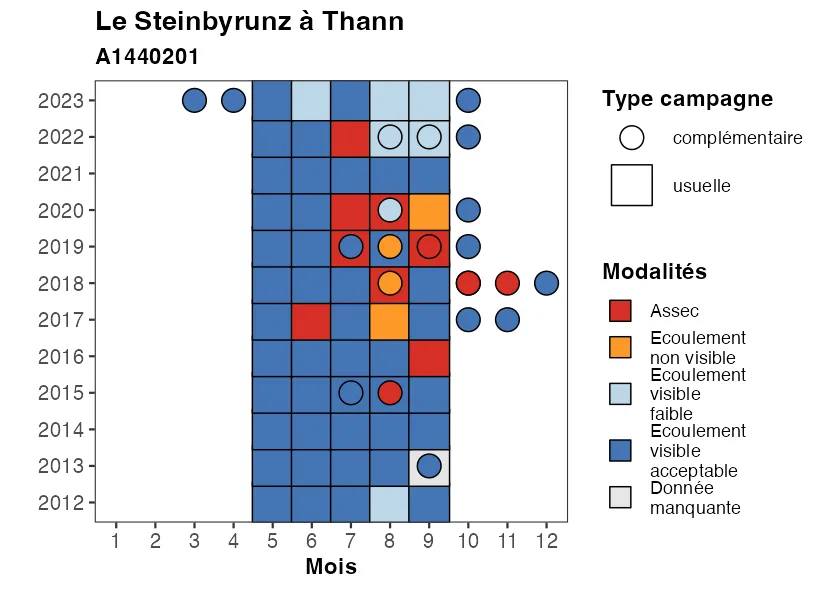 Le Steinbyrunz à Thann
A1440201
2023
2022
2021
2020
2019
2018
2017
2016
2015
2014
2013
2012
1 2 3 4 5 6 7 8 9 10 11 12
Mois
Type campagne
complémentaire
usuelle
Modalités
Assec
Ecoulement
non visible
Ecoulement
visible
faible
Ecoulement
visible
acceptable
Donnée
manquante